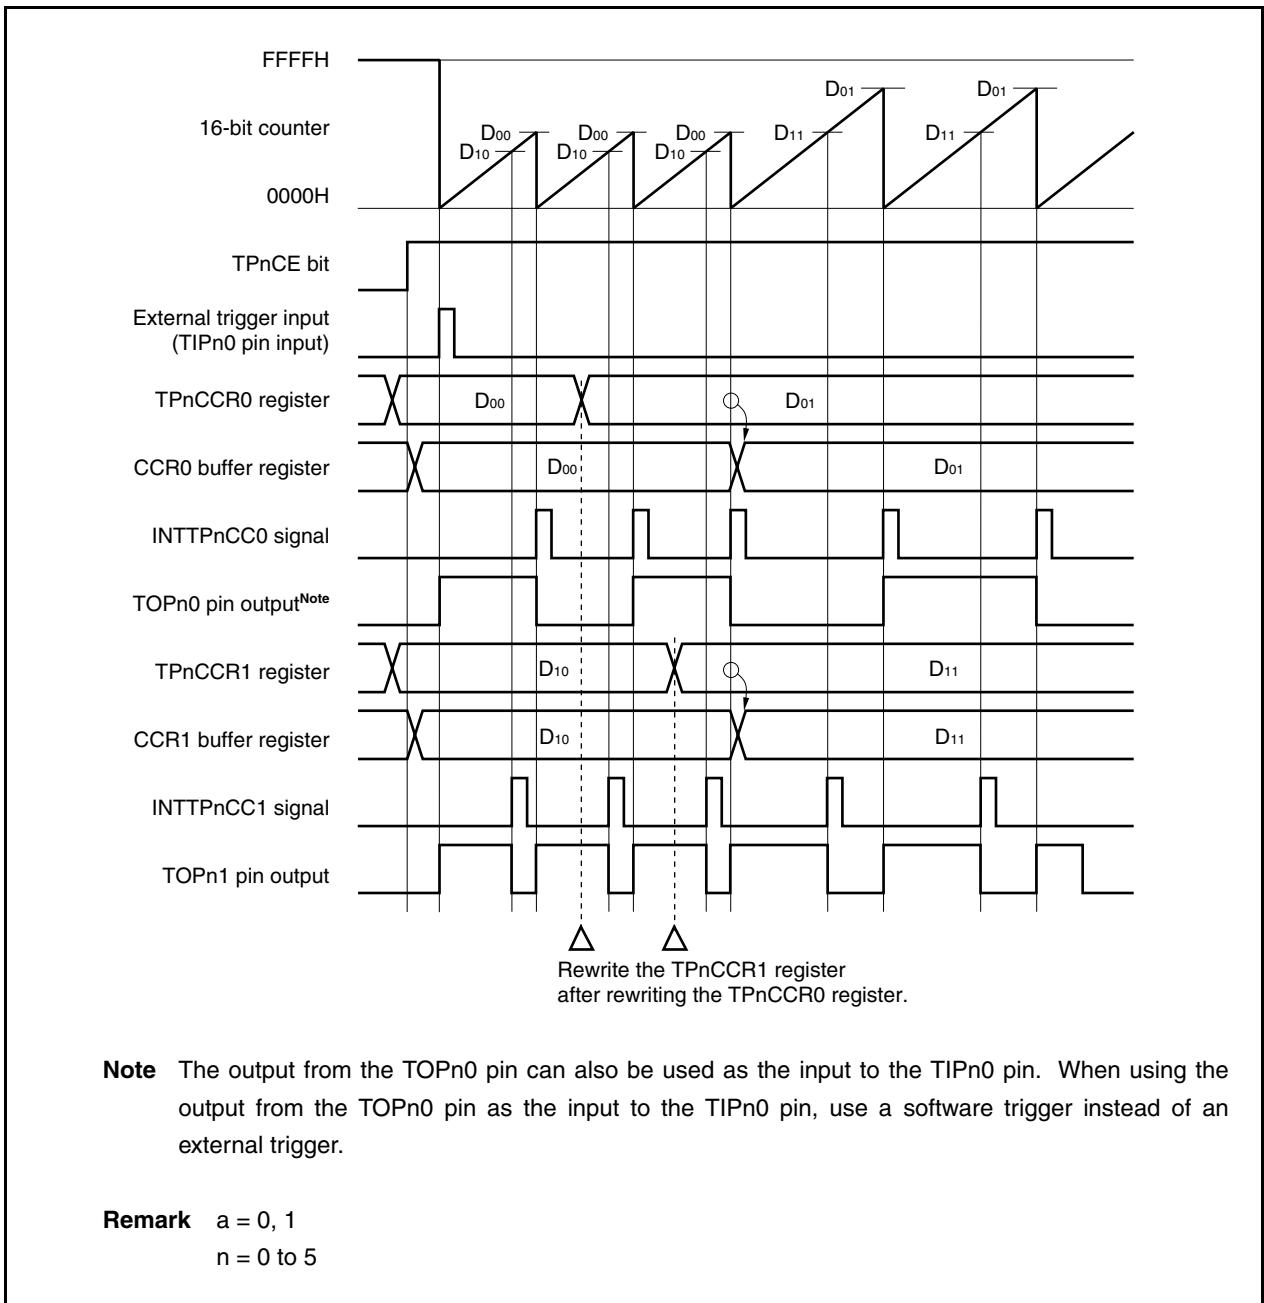 FFFFH
D01 D01
16-bit counter
D00 D00 D00 D11 D11
D10 D10 D10
0000H
TPnCE bit
External trigger input
(TIPn0 pin input)
TPnCCR0 register D00 D01
CCR0 buffer register D00 D01
INTTPnCC0 signal
TOPn0 pin outputNote
TPnCCR1 register D10 D11
CCR1 buffer register D10 D11
INTTPnCC1 signal
TOPn1 pin output
Rewrite the TPnCCR1 register
after rewriting the TPnCCR0 register.
Note The output from the TOPn0 pin can also be used as the input to the TIPn0 pin. When using the
output from the TOPn0 pin as the input to the TIPn0 pin, use a software trigger instead of an
external trigger.
Remark a = 0, 1
n = 0 to 5